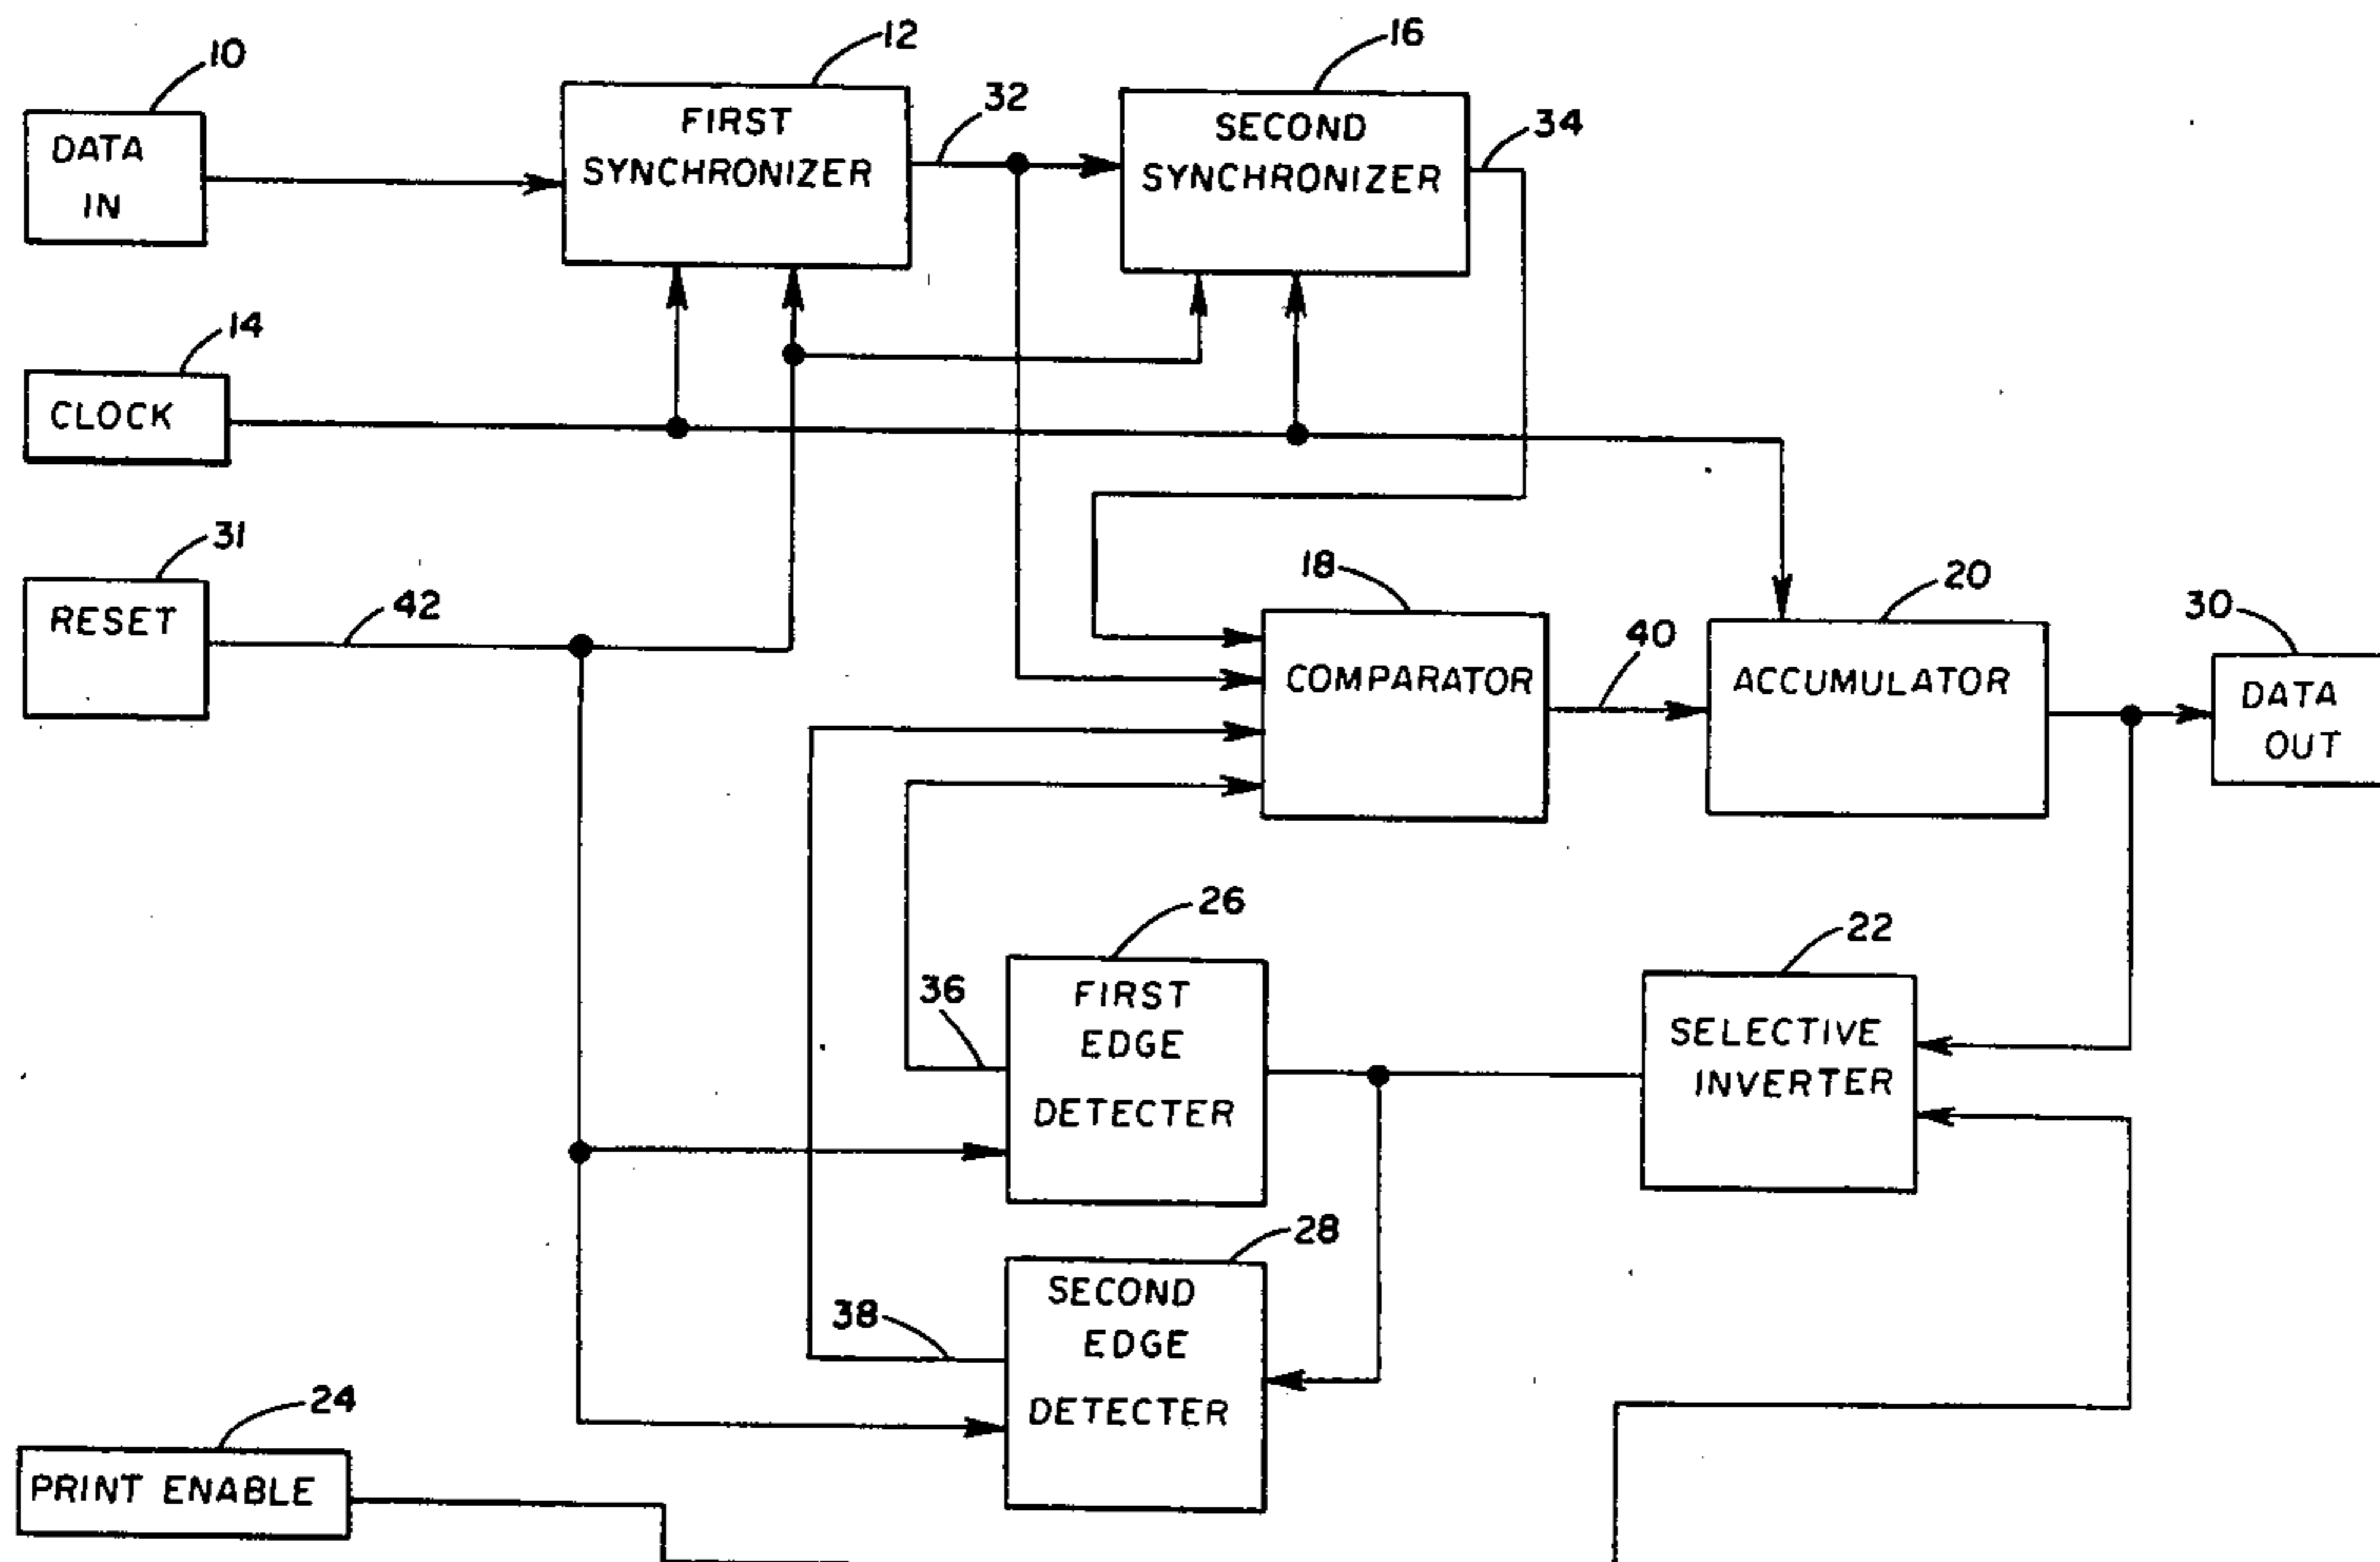 10
12
16
DATA
IN
FIRST
SYNCHRONIZER
32
SECOND
SYNCHRONIZER
34
14
CLOCK
31
RESET
42
18
COMPARATOR
40
20
ACCUMULATOR
30
DATA
OUT
26
FIRST
EDGE
DETECTER
36
22
SELECTIVE
INVERTER
28
SECOND
EDGE
DETECTER
38
24
PRINT ENABLE